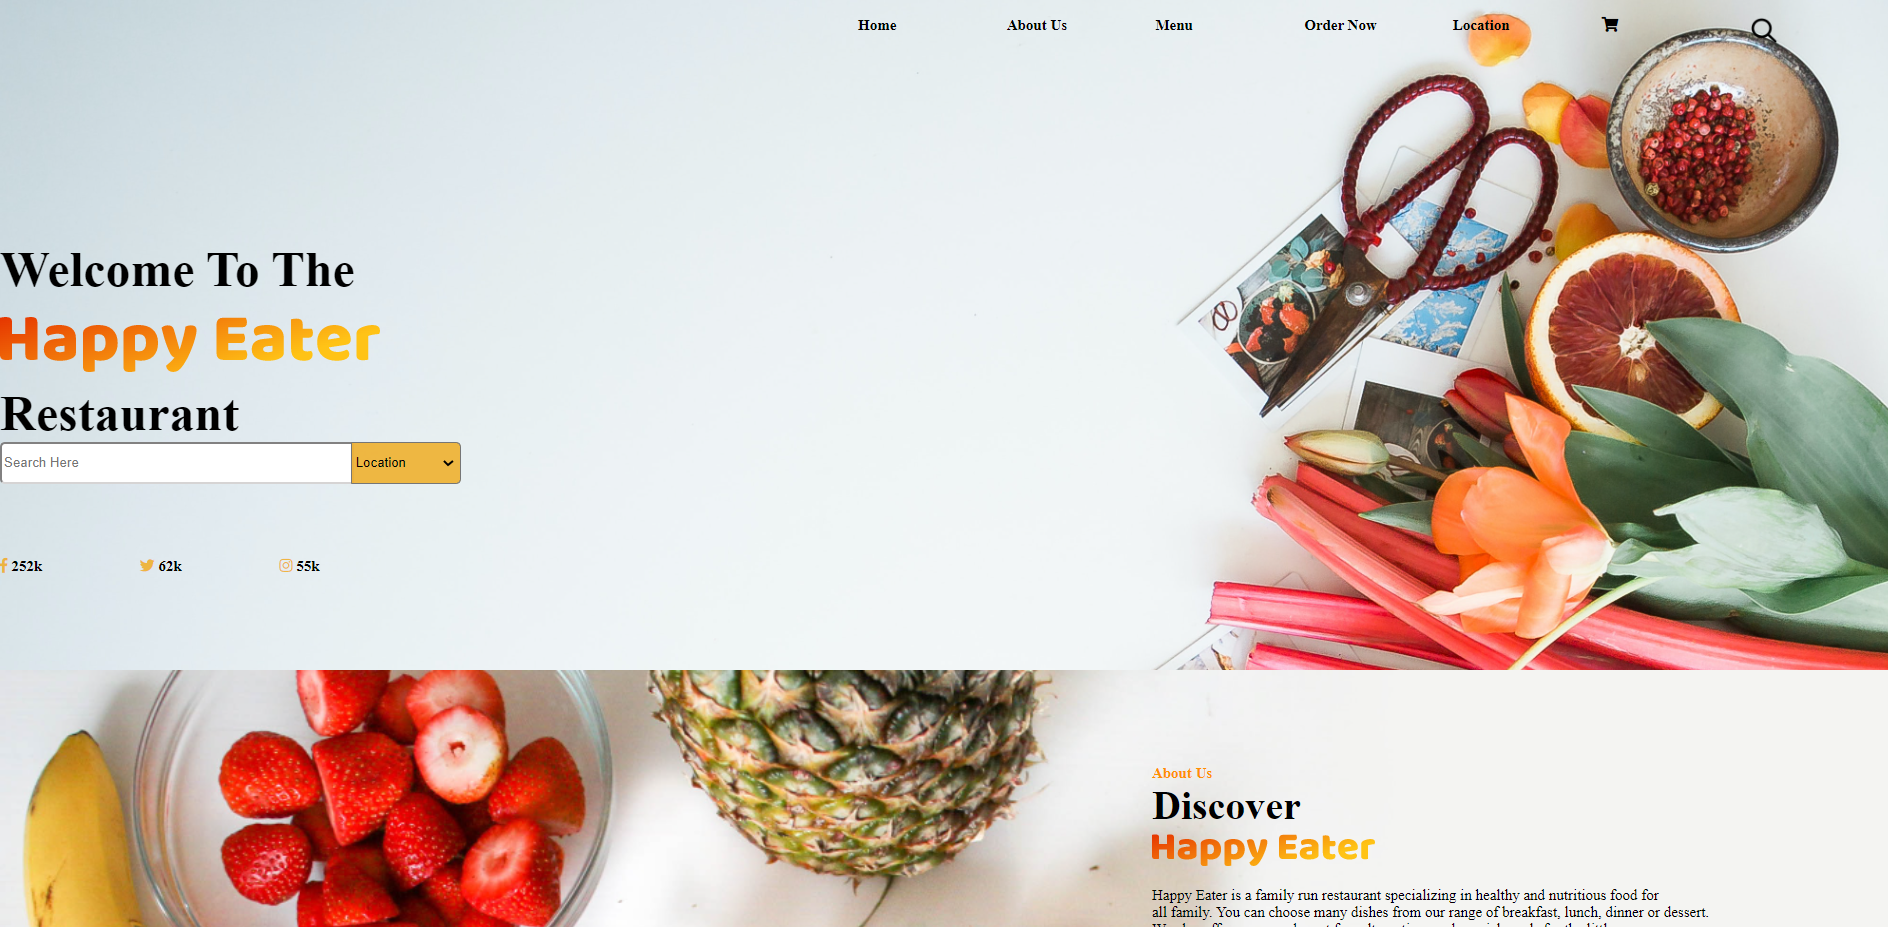 Home About Us Menu Order Now Location
Welcome To The
Happy Eater
Restaurant
Search Here Location
252k 62k 55k
About Us
Discover
Happy Eater
Happy Eater is a family run restaurant specializing in healthy and nutritious food for
all family. You can choose many dishes from our range of breakfast, lunch, dinner or dessert.